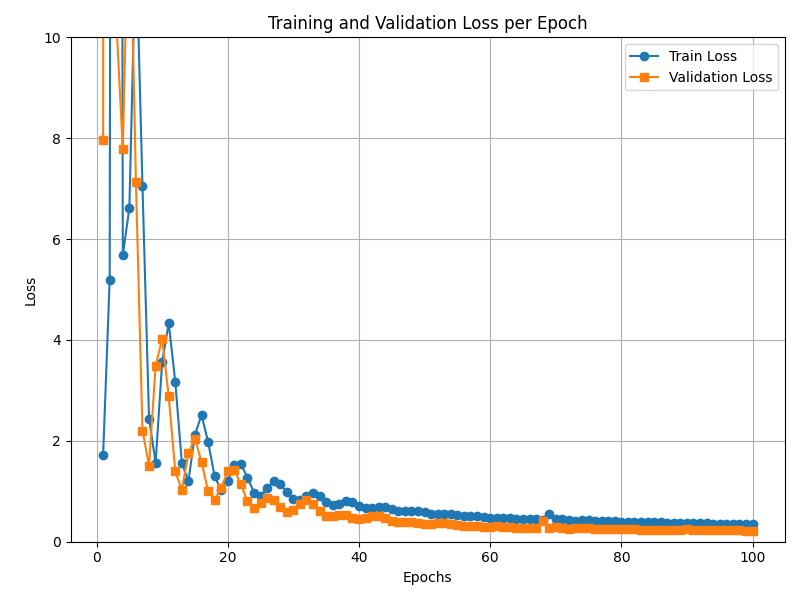 Training and Validation Loss per Epoch
10
8
6
4
2
0
Loss
Train Loss
Validation Loss
0 20 40 60 80 100
Epochs